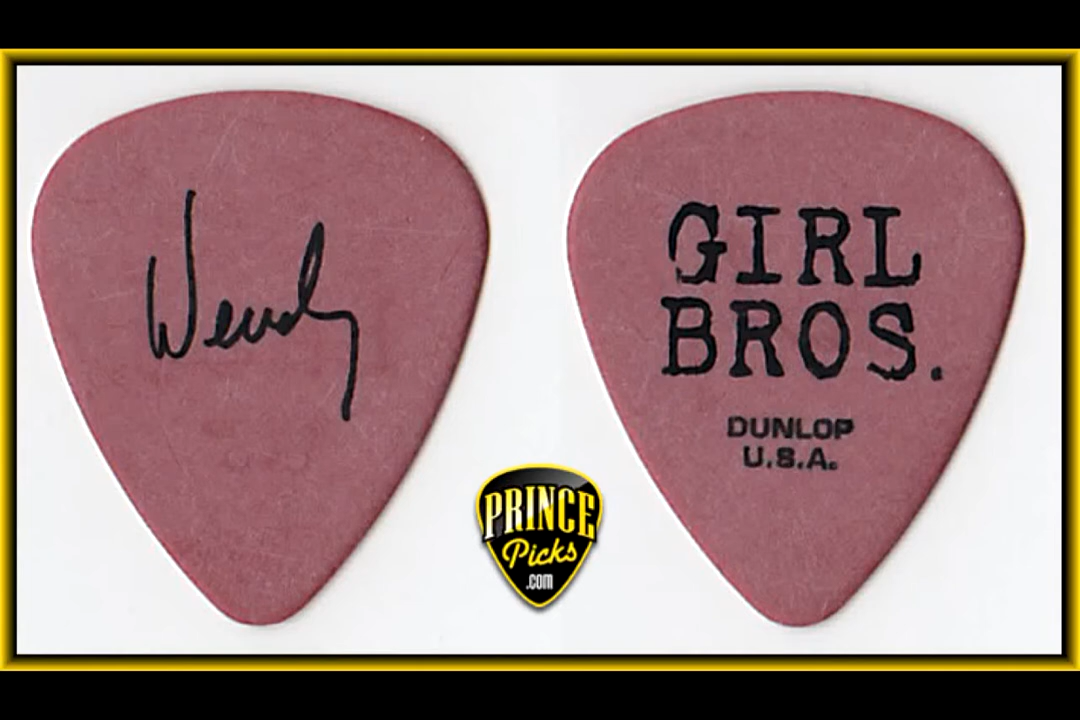 Wendy
GIRL
BROS.
DUNLOP
U.S.A.
PRINCE
Picks
.com